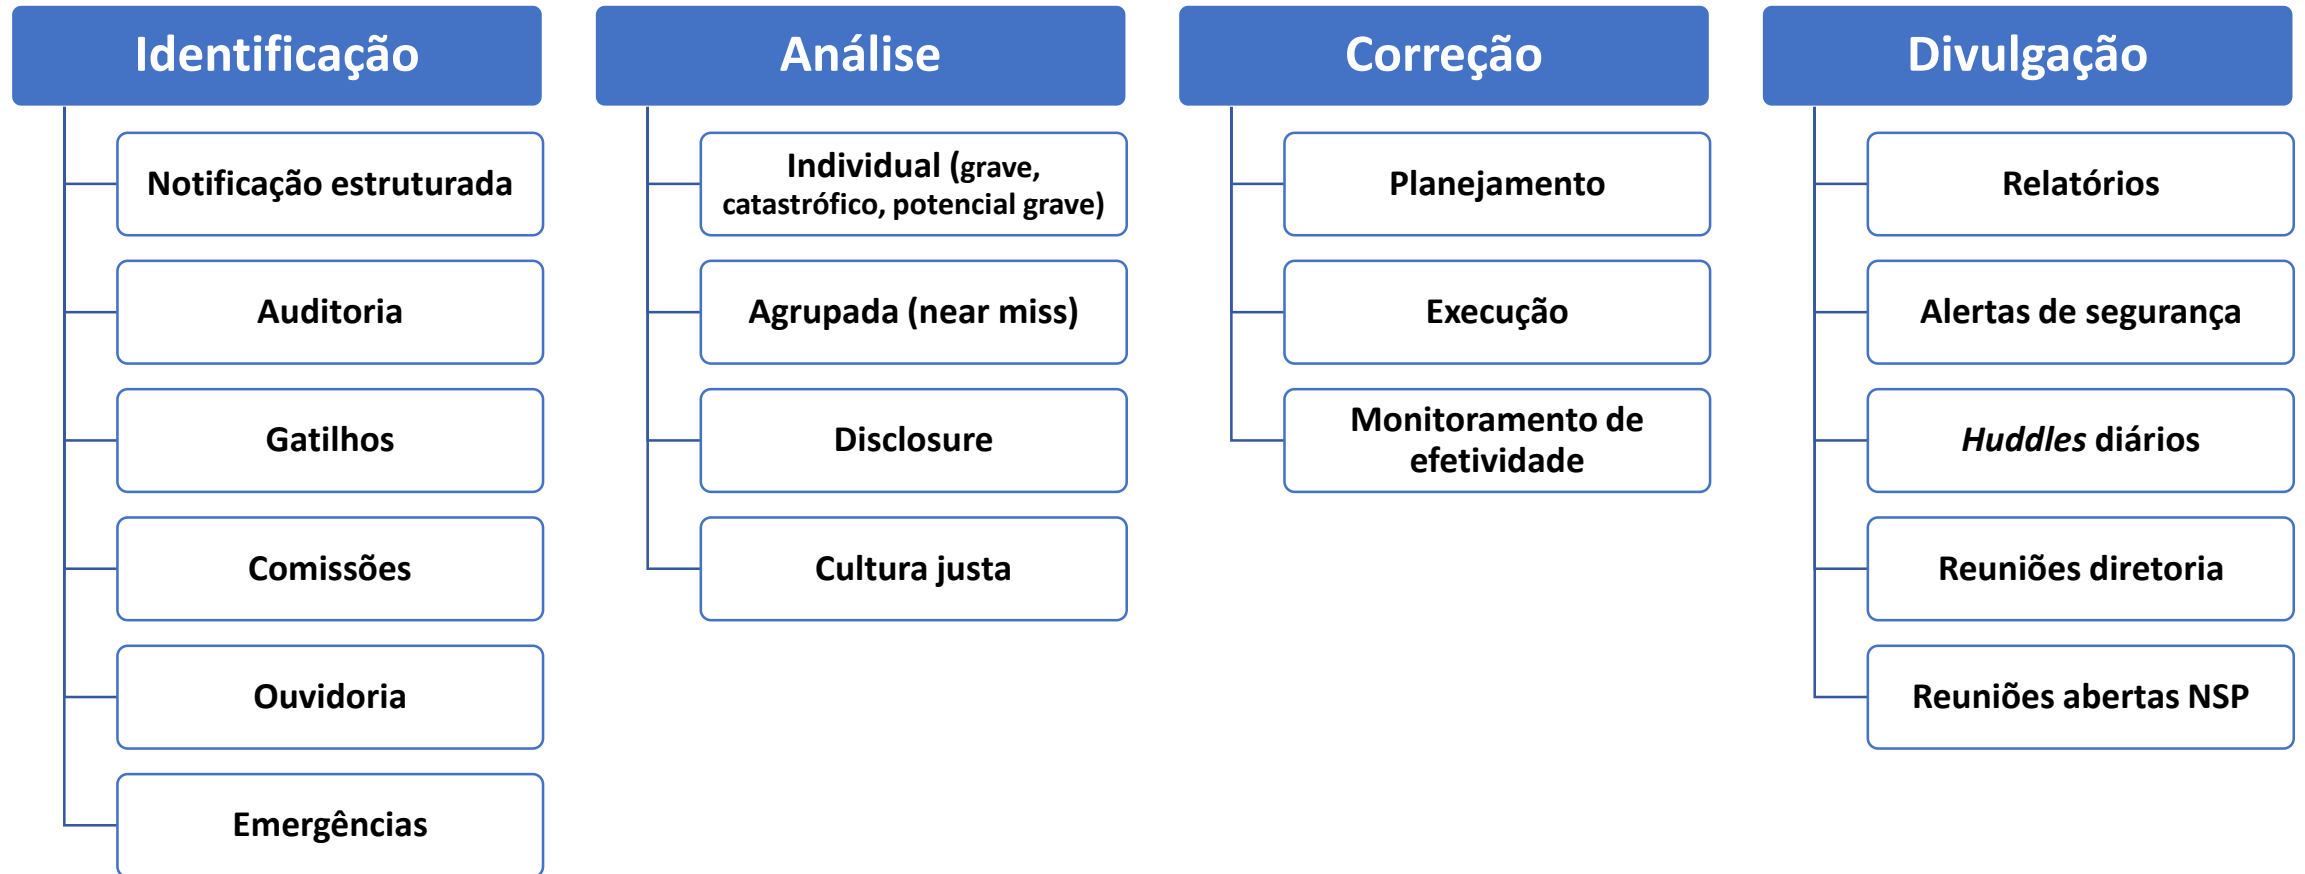 Identificação
Notificação estruturada
Auditoria
Gatilhos
Comissões
Ouvidoria
Emergências
Análise
Individual (grave,
catastrófico, potencial grave)
Agrupada (near miss)
Disclosure
Cultura justa
Correção
Planejamento
Execução
Monitoramento de
efetividade
Divulgação
Relatórios
Alertas de segurança
Huddles diários
Reuniões diretoria
Reuniões abertas NSP